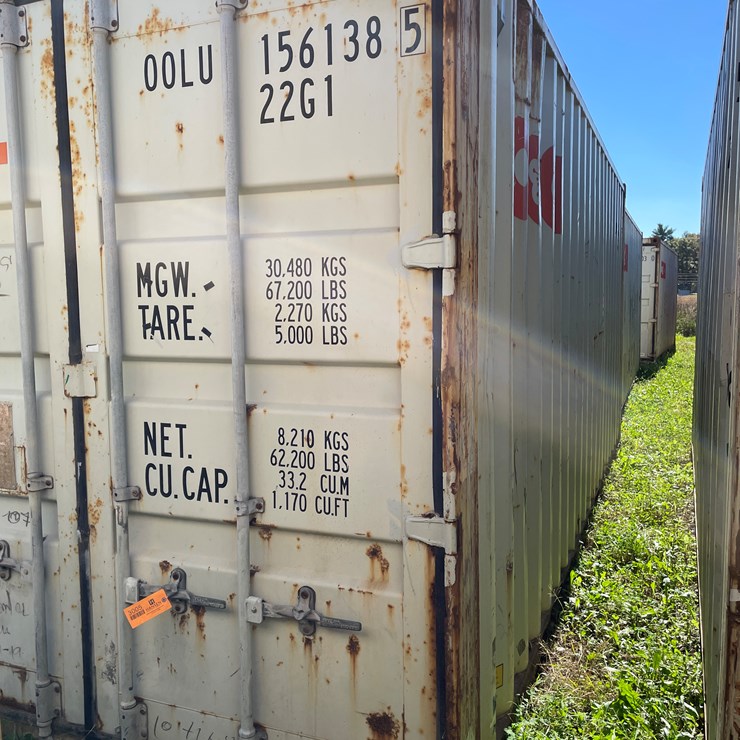 OOLU 156138 5
22G1
MGW. 30,480 KGS
67,200 LBS
TARE. 2,270 KGS
5,000 LBS
NET. 8,210 KGS
62,200 LBS
CU.CAP. 33.2 CU.M
1,170 CU.FT